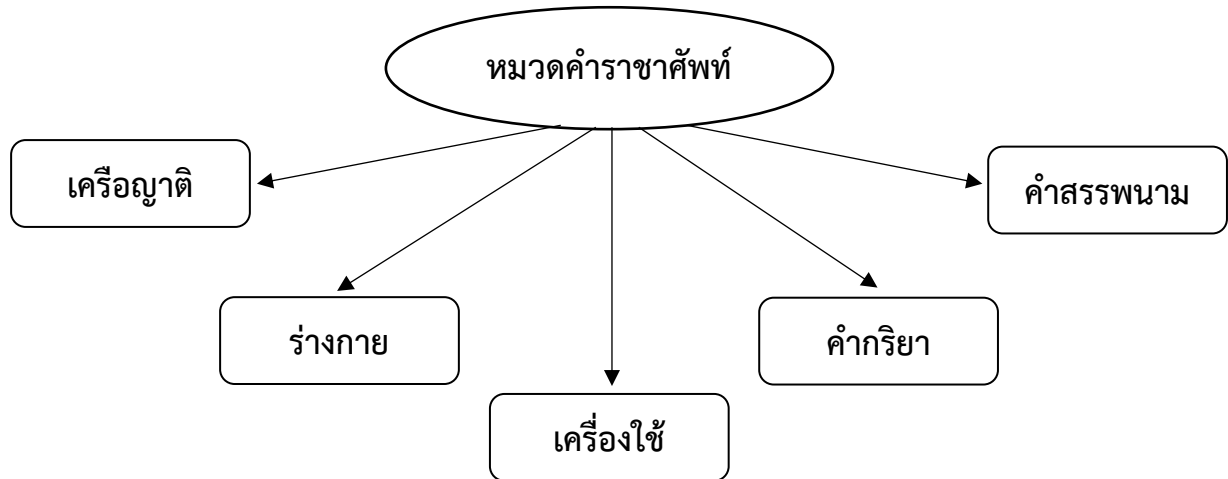 หมวดคำราชาศัพท์
เครือญาติ
คำสรรพนาม
ร่างกาย
คำกริยา
เครื่องใช้